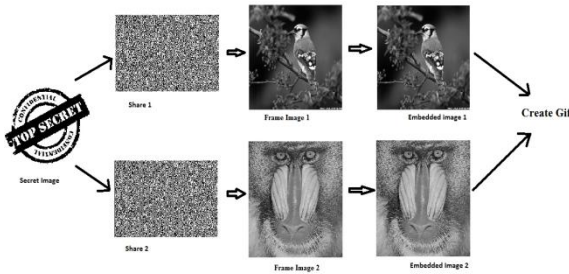 CONFIDENTIAL
TOP SECRET
CONFIDENTIAL
Secret Image
Share 1
Frame Image 1
Embedded image 1
Create Gif
Share 2
Frame Image 2
Embedded image 2